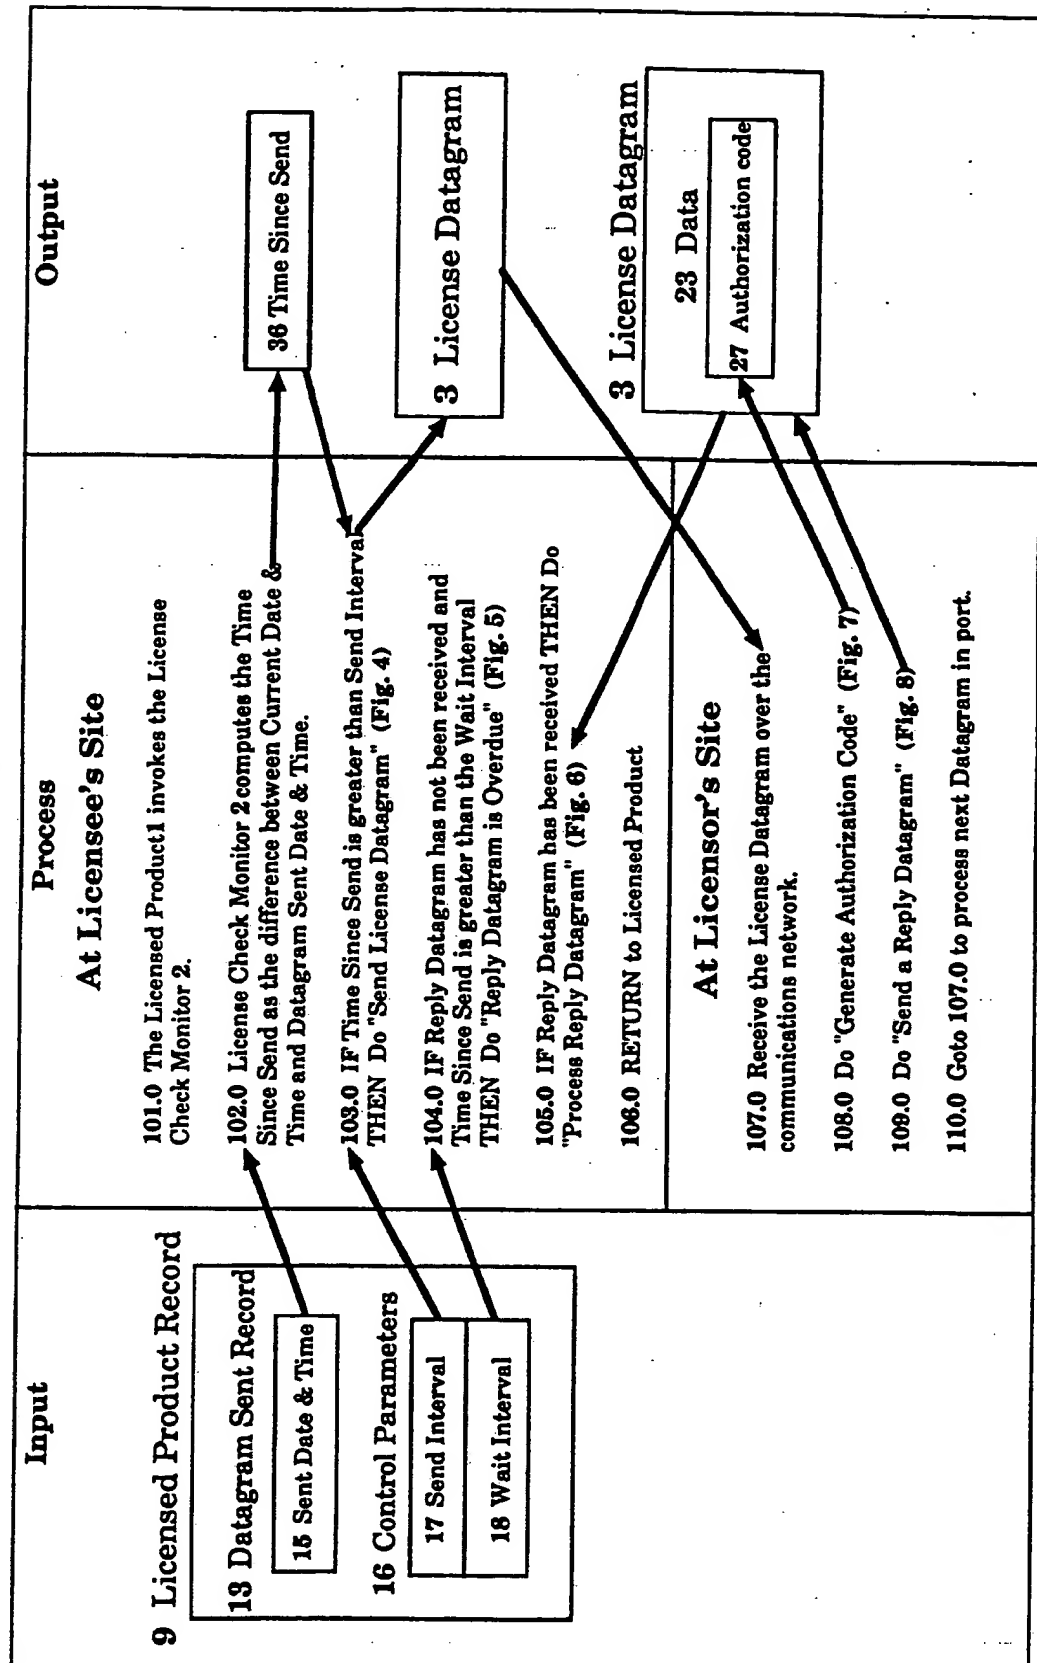 Input
9 Licensed Product Record
13 Datagram Sent Record
15 Sent Date & Time
16 Control Parameters
17 Send Interval
18 Wait Interval
Process
At Licensee's Site
101.0 The Licensed Product1 invokes the License
Check Monitor 2.
102.0 License Check Monitor 2 computes the Time
Since Send as the difference between Current Date &
Time and Datagram Sent Date & Time.
103.0 IF Time Since Send is greater than Send Interval
THEN Do "Send License Datagram" (Fig. 4)
104.0 IF Reply Datagram has not been received and
Time Since Send is greater than the Wait Interval
THEN Do "Reply Datagram is Overdue" (Fig. 5)
105.0 IF Reply Datagram has been received THEN Do
"Process Reply Datagram" (Fig. 6)
106.0 RETURN to Licensed Product
At Licensor's Site
107.0 Receive the License Datagram over the
communications network.
108.0 Do "Generate Authorization Code" (Fig. 7)
109.0 Do "Send a Reply Datagram" (Fig. 8)
110.0 Goto 107.0 to process next Datagram in port.
Output
36 Time Since Send
3 License Datagram
3 License Datagram
23 Data
27 Authorization code